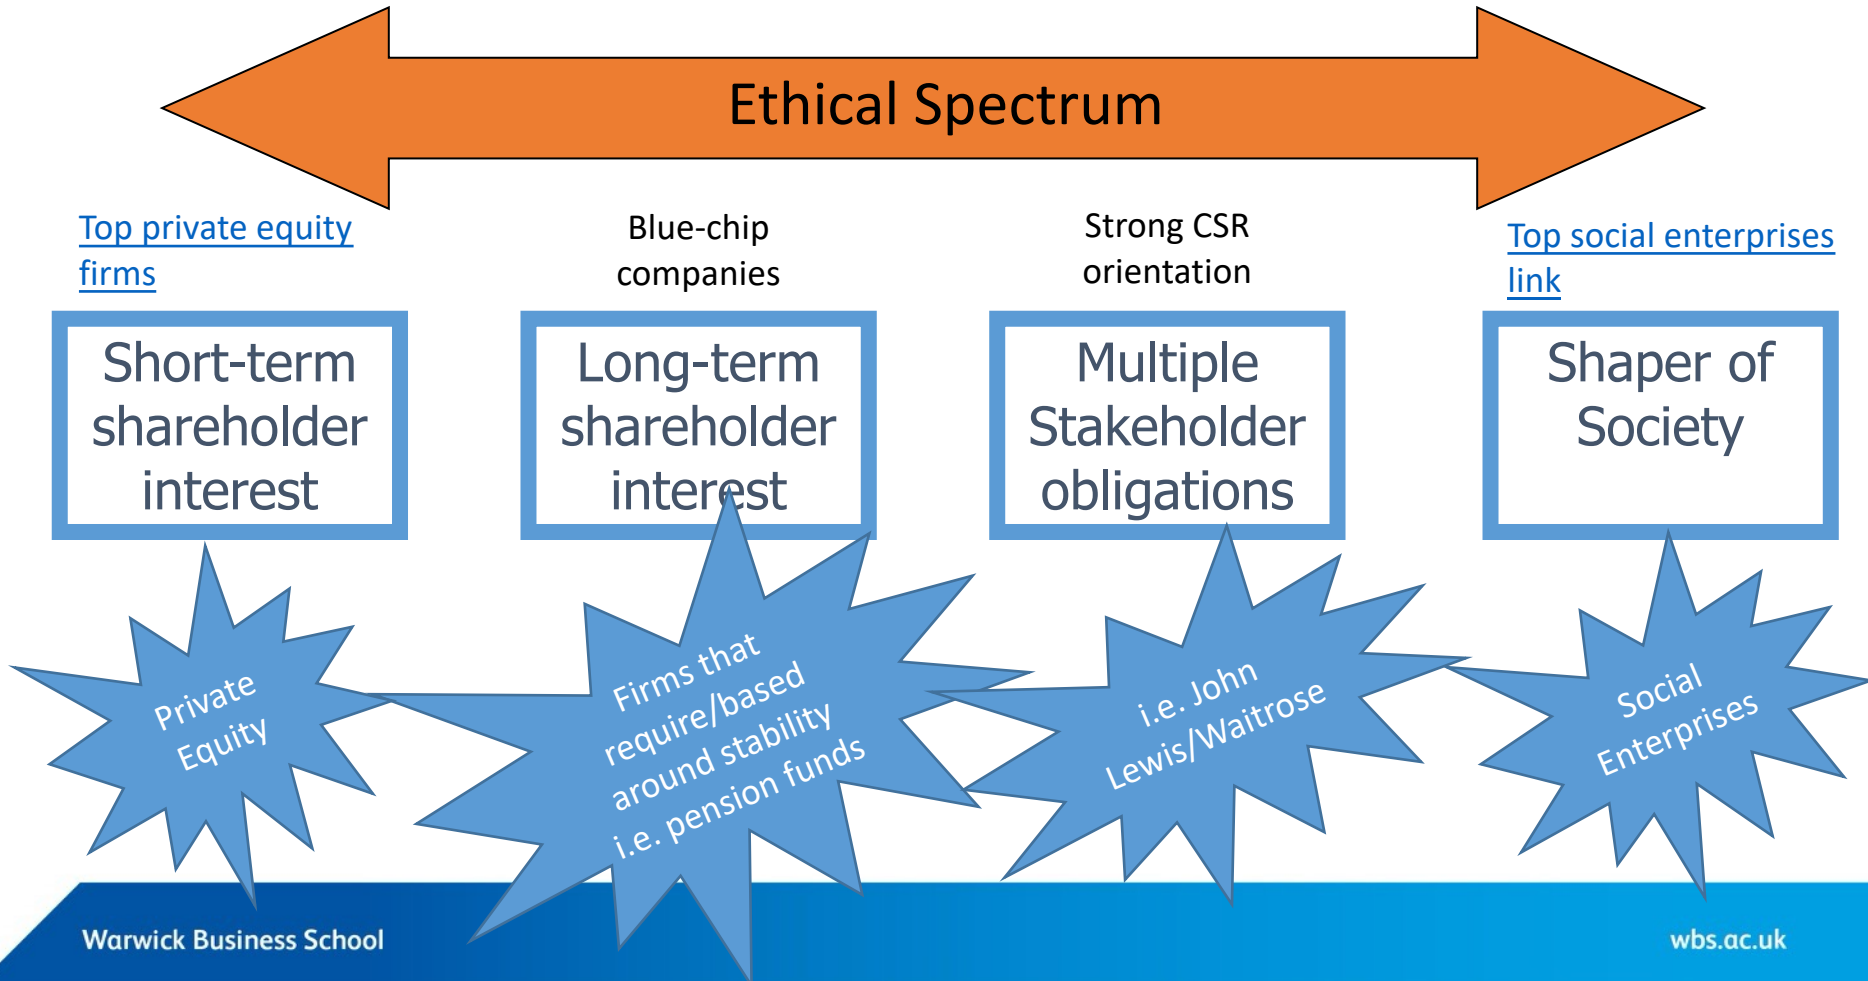 Ethical Spectrum
Top private equity
firms
Blue-chip
companies
Strong CSR
orientation
Top social enterprises
link
Short-term
shareholder
interest
Long-term
shareholder
interest
Multiple
Stakeholder
obligations
Shaper of
Society
Private
Equity
Firms that
require/based
around stability
i.e. pension funds
i.e. John
Lewis/Waitrose
Social
Enterprises
Warwick Business School
wbs.ac.uk